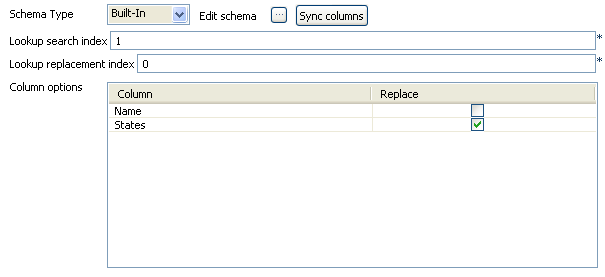 Schema Type Built-In Edit schema ... Sync columns
Lookup search index 1 *
Lookup replacement index 0 *
Column options
Column Replace
Name
States